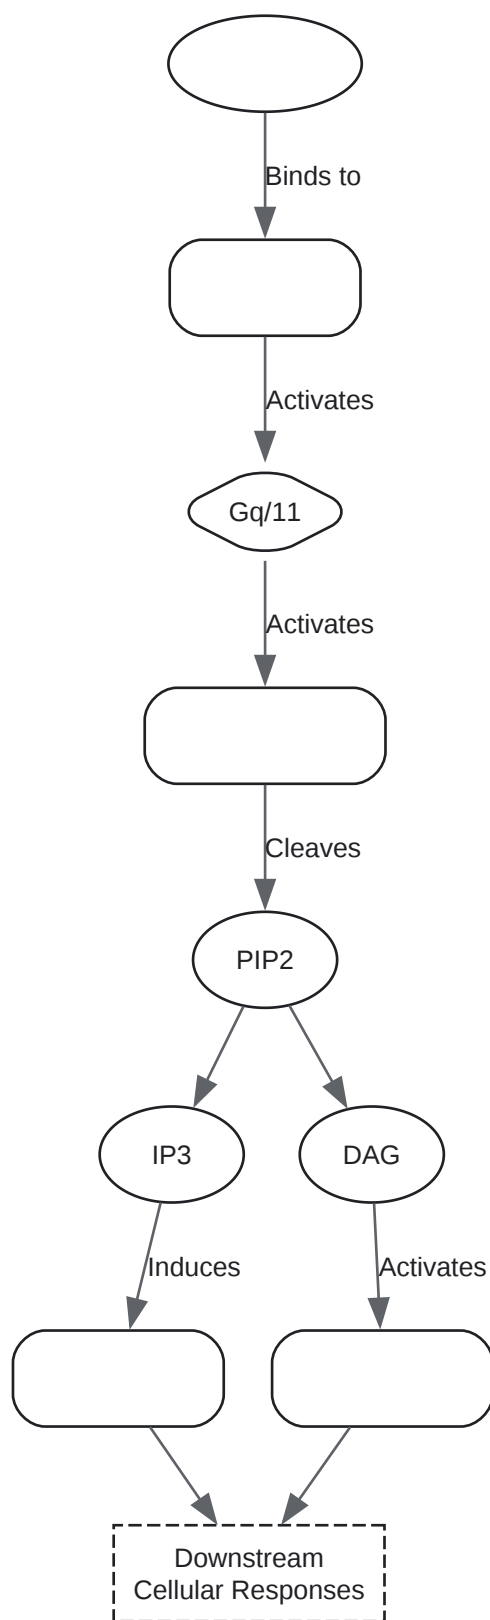 Binds to
Activates
Gq/11
Activates
Cleaves
PIP2
IP3
DAG
Induces
Activates
Downstream
Cellular Responses